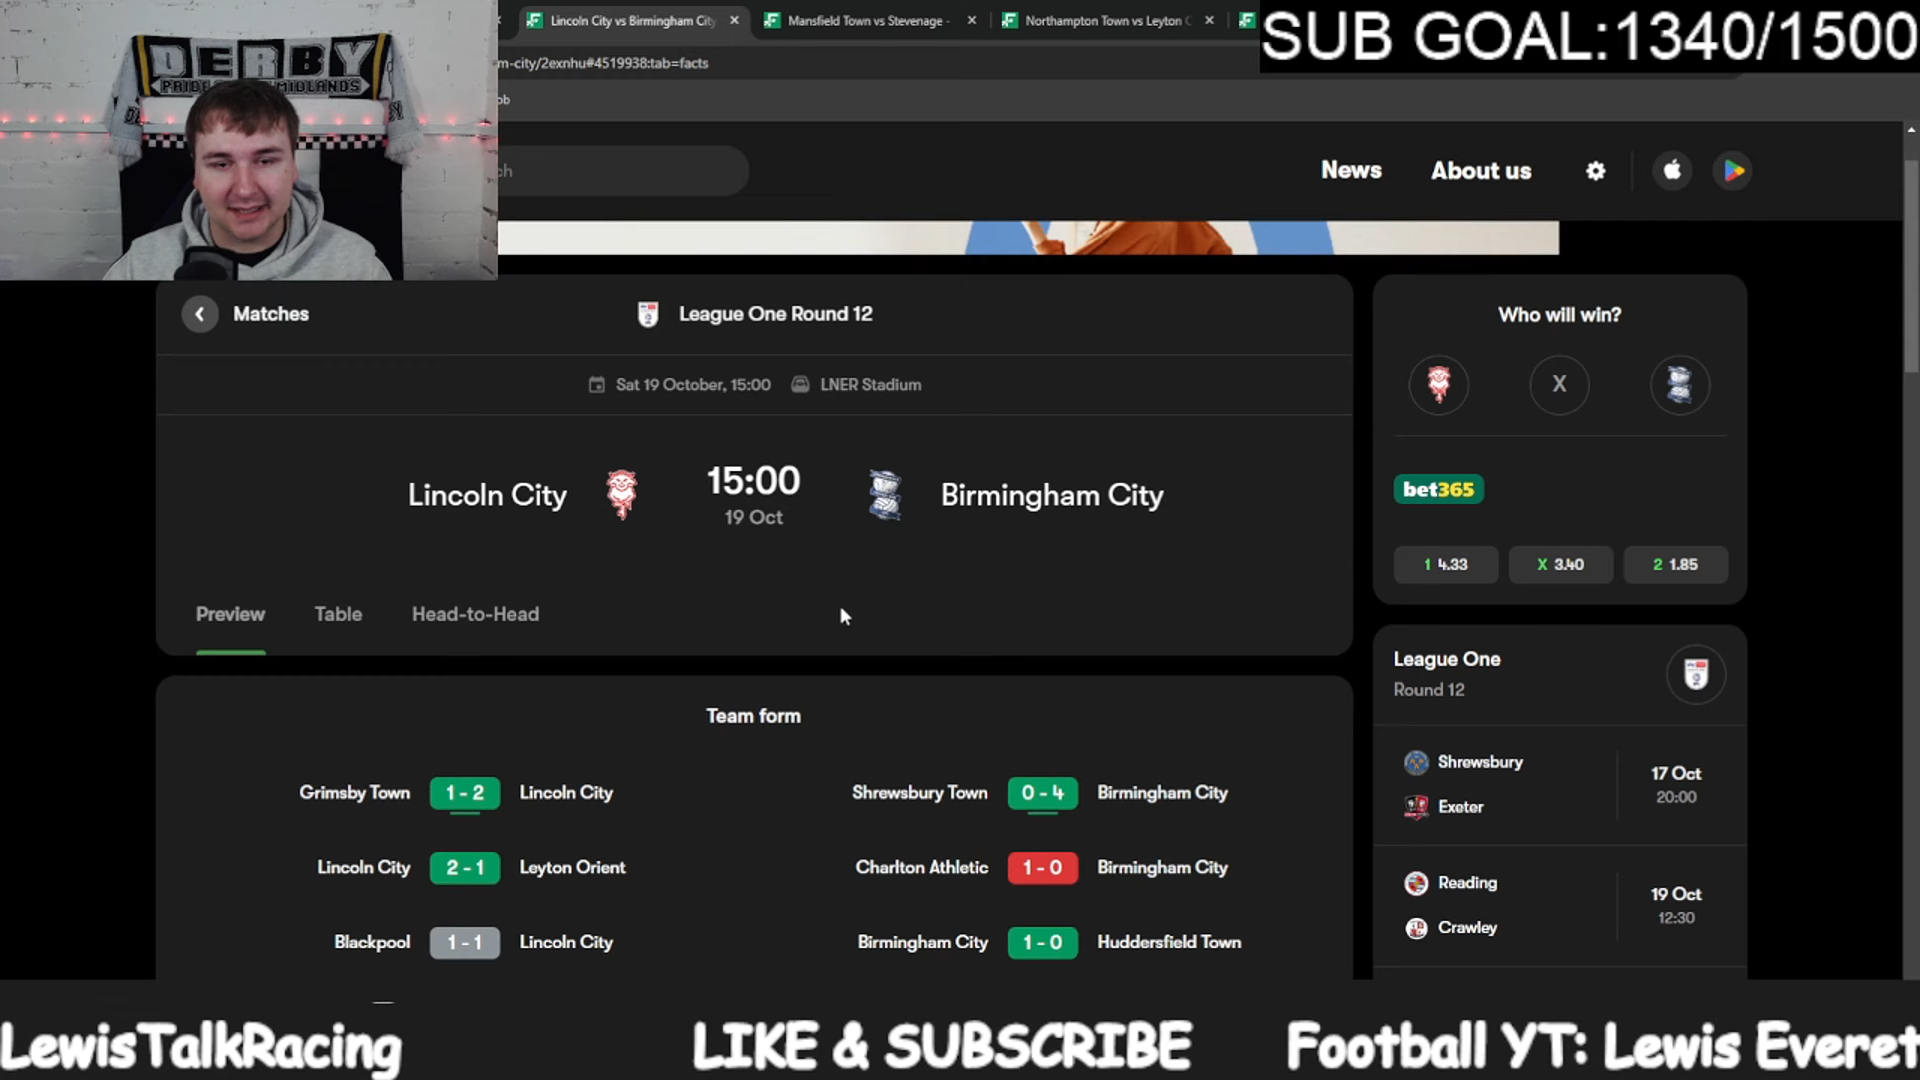 DERBY
PRIDE MIDLANDS
Lincoln City vs Birmingham City
Mansfield Town vs Stevenage -
Northampton Town vs Leyton
SUB GOAL:1340/1500
m-city/2exnhu#4519938:tab=facts
ob
ch
News
About us
Matches
League One Round 12
Who will win?
Sat 19 October, 15:00
LNER Stadium
X
Lincoln City
15:00
19 Oct
Birmingham City
bet365
1 4.33
X 3.40
2 1.85
Preview
Table
Head-to-Head
League One
Round 12
Team form
Grimsby Town 1 - 2 Lincoln City
Shrewsbury Town 0 - 4 Birmingham City
Shrewsbury
Exeter
17 Oct
20:00
Lincoln City 2 - 1 Leyton Orient
Charlton Athletic 1 - 0 Birmingham City
Reading
Crawley
19 Oct
12:30
Blackpool 1 - 1 Lincoln City
Birmingham City 1 - 0 Huddersfield Town
LewisTalkRacing
LIKE & SUBSCRIBE
Football YT: Lewis Everet